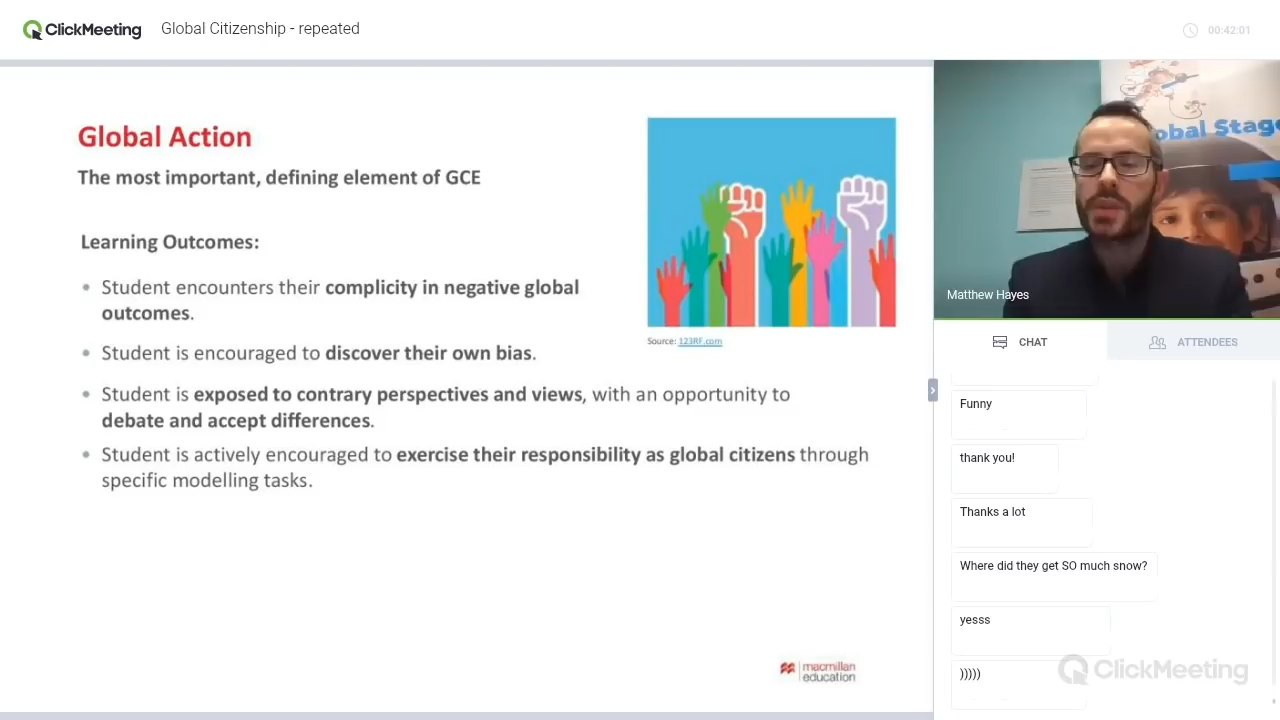 ClickMeeting
Global Citizenship - repeated
00:42:01
Global Action
The most important, defining element of GCE
Learning Outcomes:
• Student encounters their complicity in negative global
outcomes.
• Student is encouraged to discover their own bias.
• Student is exposed to contrary perspectives and views, with an opportunity to
debate and accept differences.
• Student is actively encouraged to exercise their responsibility as global citizens through
specific modelling tasks.
Source: 123RF.com
macmillan
education
obal Stag
Matthew Hayes
CHAT
ATTENDEES
Funny
thank you!
Thanks a lot
Where did they get SO much snow?
yesss
)))))
ClickMeeting